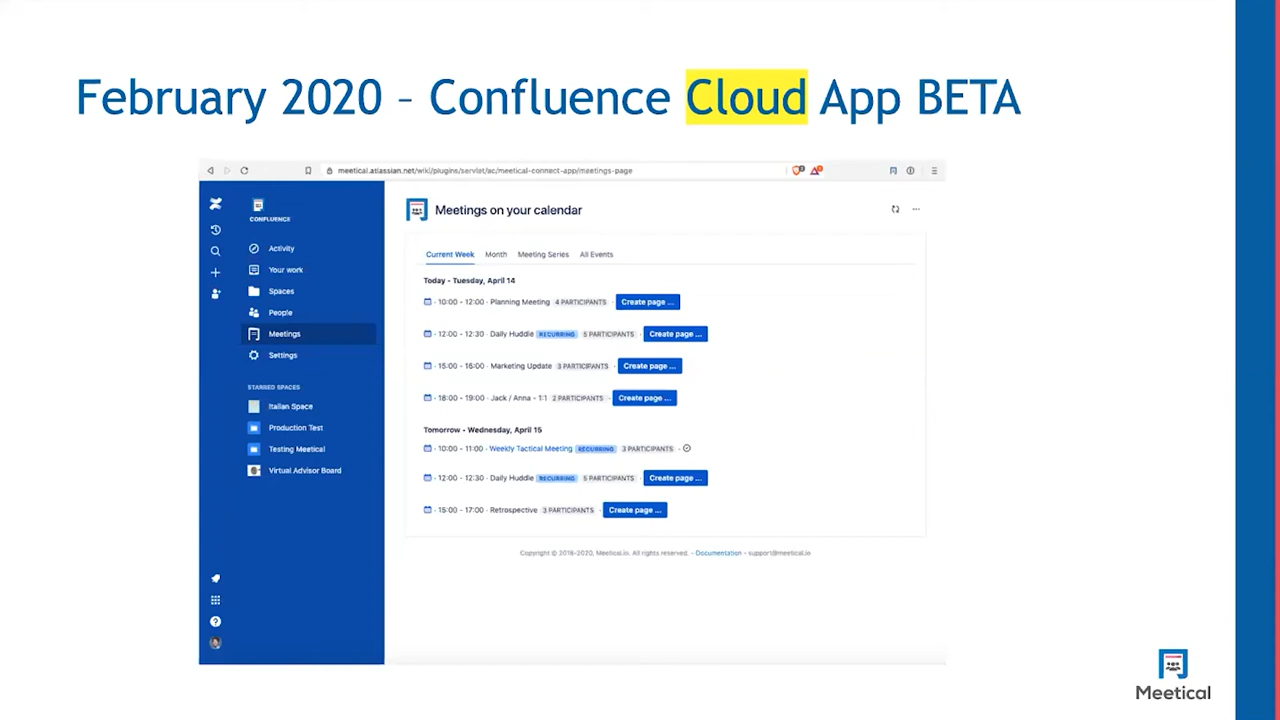 February 2020 – Confluence Cloud App BETA
meetical.atlassian.net/wiki/plugins/servlet/ac/meetical-connect-app/meetings-page
CONFLUENCE
Activity
Your work
Spaces
People
Meetings
Settings
STARRED SPACES
Italian Space
Production Test
Testing Meetical
Virtual Advisor Board
Meetings on your calendar
Current Week Month Meeting Series All Events
Today - Tuesday, April 14
10:00 - 12:00 · Planning Meeting 4 PARTICIPANTS · Create page ...
12:00 - 12:30 · Daily Huddle RECURRING 5 PARTICIPANTS · Create page ...
15:00 - 16:00 · Marketing Update 3 PARTICIPANTS · Create page ...
18:00 - 19:00 · Jack / Anna - 1:1 2 PARTICIPANTS · Create page ...
Tomorrow - Wednesday, April 15
10:00 - 11:00 · Weekly Tactical Meeting RECURRING 3 PARTICIPANTS ·
12:00 - 12:30 · Daily Huddle RECURRING 5 PARTICIPANTS · Create page ...
15:00 - 17:00 · Retrospective 3 PARTICIPANTS · Create page ...
Copyright © 2018-2020, Meetical.io. All rights reserved. - Documentation - support@meetical.io
Meetical